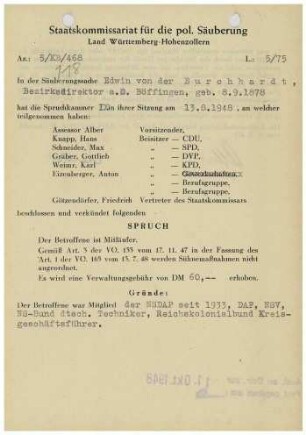 Staatskommissariat für die pol. Säuberung
Land Württemberg-Hohenzollern
Az.: 5/KB/468 L.: 5/75
918
In der Säuberungssache Edwin von der Burchhardt,
Bezirksdirektor a.D. Böffingen, geb. 8.9.1878
hat die Spruchkammer in ihrer Sitzung am 13.8.1948, an welcher
teilgenommen haben:
Assessor Alber Vorsitzender,
Knapp, Hans Beisitzer — CDU,
Schneider, Max „ — SPD,
Gräber, Gottlieb „ — DVP,
Weimr, Karl „ — KPD,
Eisenberger, Anton „ — Gewerkschaften,
„ — Berufsgruppe,
„ — Berufsgruppe,
Götzendörfer, Friedrich Vertreter des Staatskommissars
beschlossen und verkündet folgenden
SPRUCH
Der Betroffene ist Mitläufer.
Gemäß Art. 5 der VO. 133 vom 17. 11. 47 in der Fassung des
Art. 1 der VO. 165 vom 13. 7. 48 werden Sühnemaßnahmen nicht
angeordnet.
Es wird eine Verwaltungsgebühr von DM 60,-- erhoben.
Gründe:
Der Betroffene war Mitglied der NSDAP seit 1933, DAF, NSV,
NS-Bund dtsch. Techniker, Reichskolonialbund Kreis-
geschäftsführer.